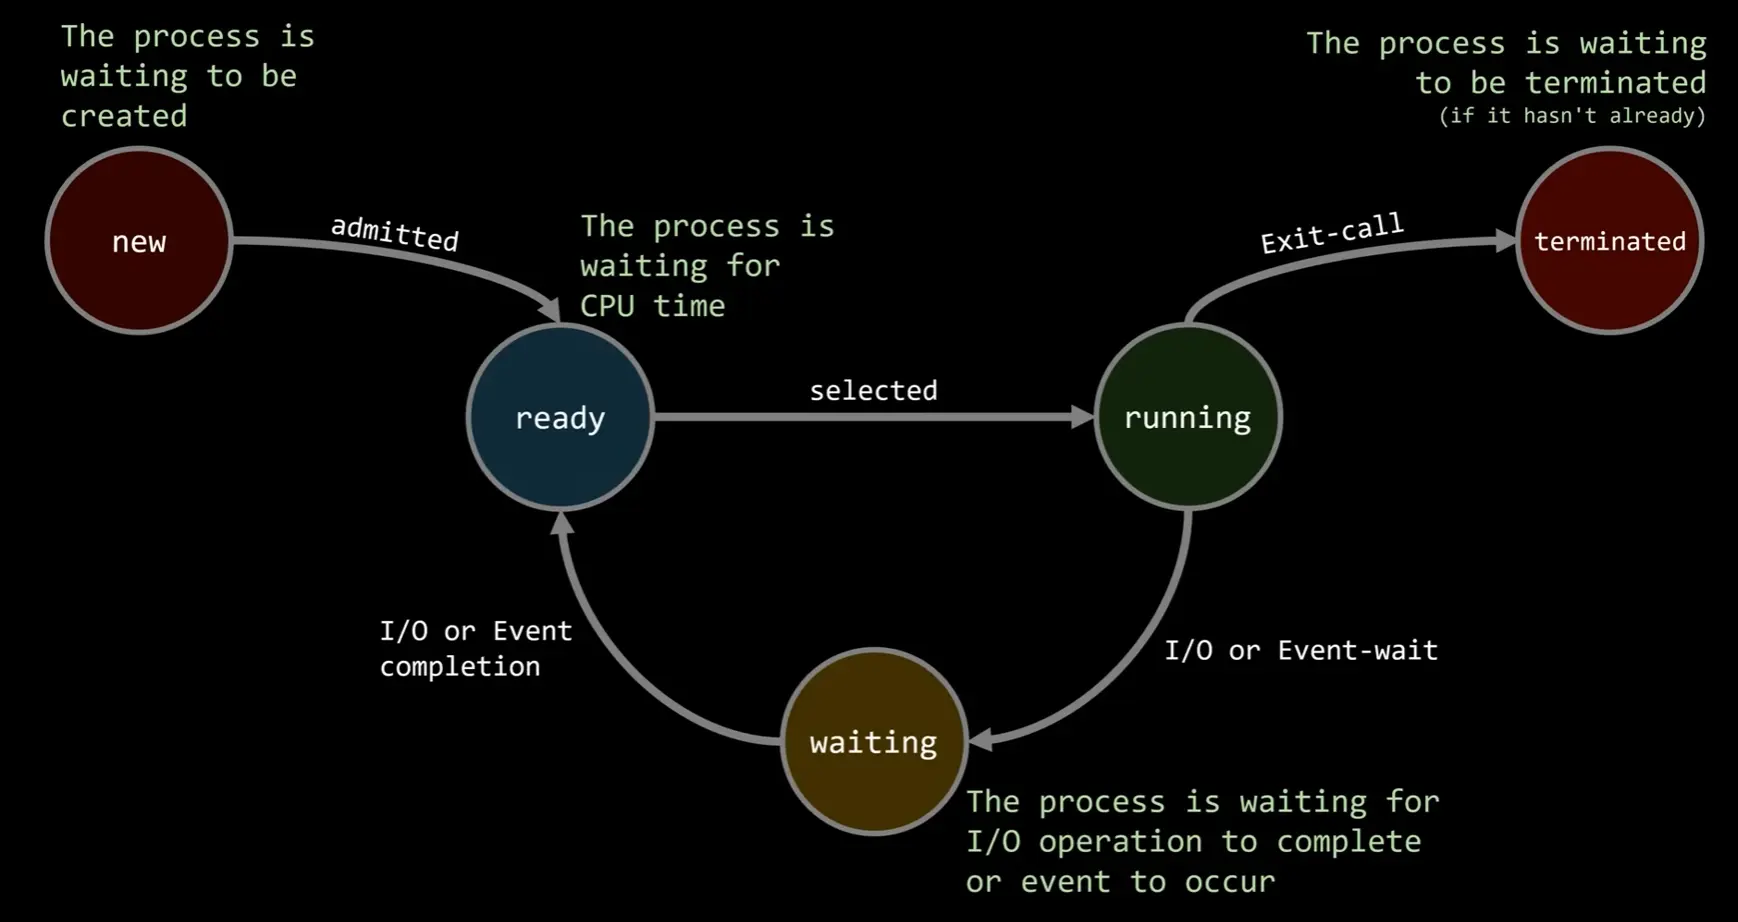 The process is
waiting to be
created
The process is waiting
to be terminated
(if it hasn't already)
new
admitted
The process is
waiting for
CPU time
Exit-call
terminated
ready
selected
running
I/O or Event
completion
I/O or Event-wait
waiting
The process is waiting for
I/O operation to complete
or event to occur